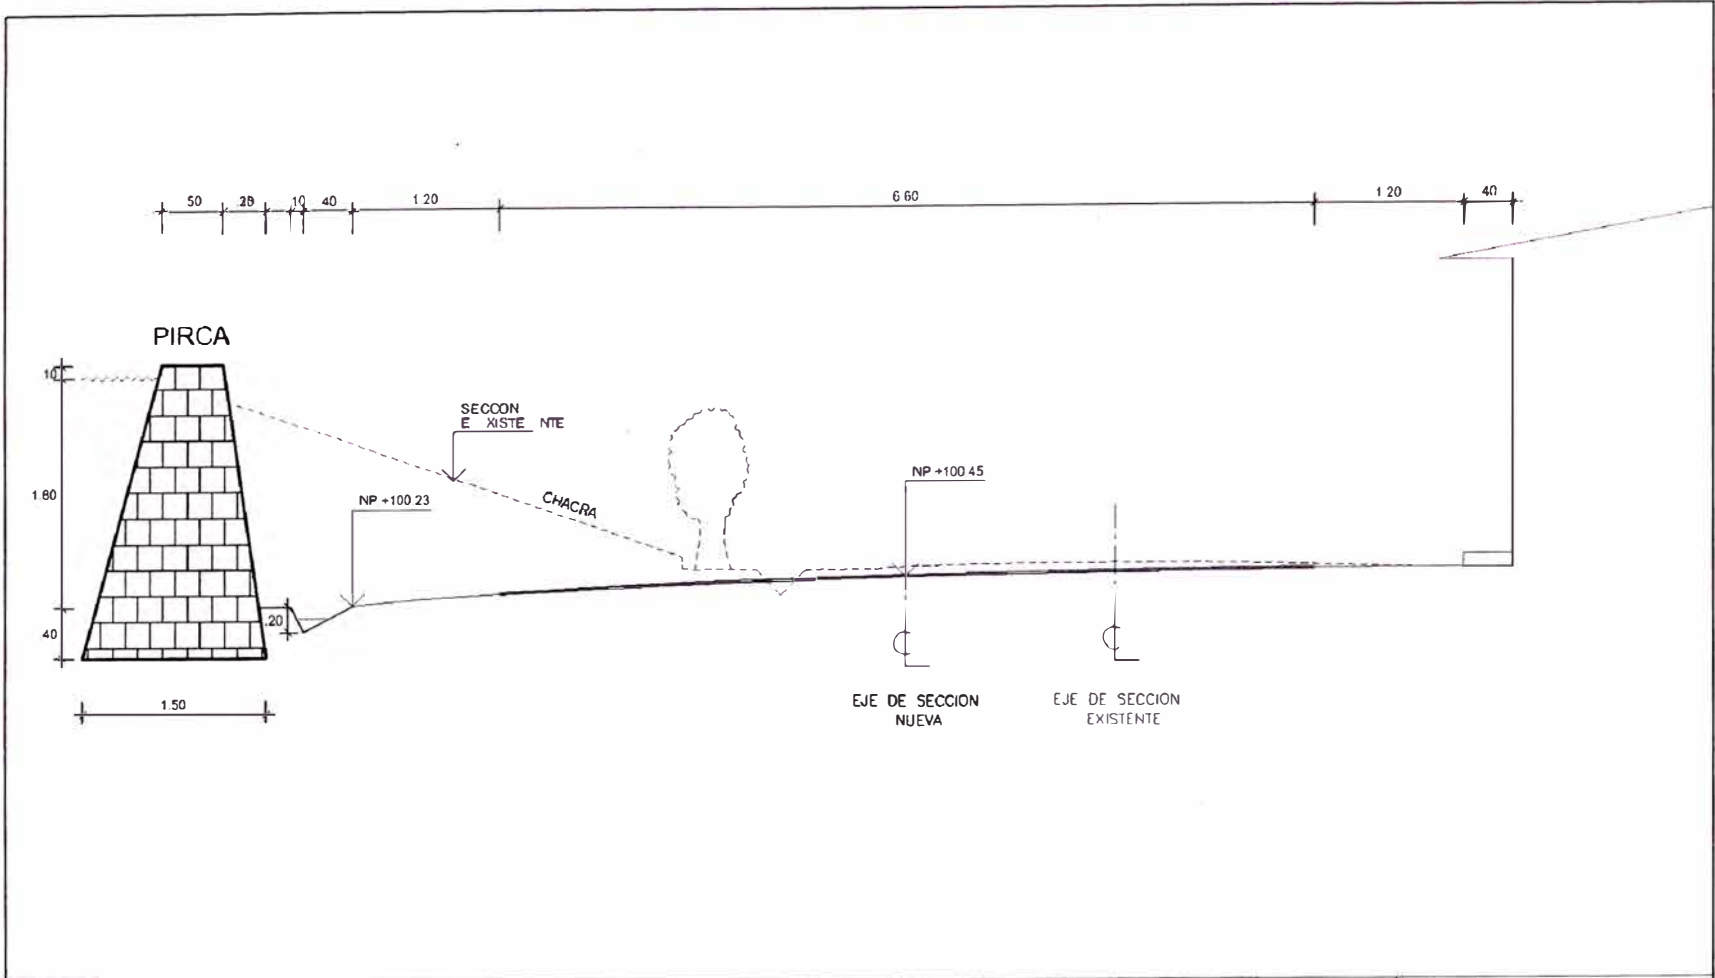 50 .20 10 40 1 20 6 60 1 20 40
PIRCA
10
SECCON
E XISTE NTE
NP +100 45
1.80
NP +100 23
CHACRA
.20
40
1.50
EJE DE SECCION
NUEVA
EJE DE SECCION
EXISTENTE